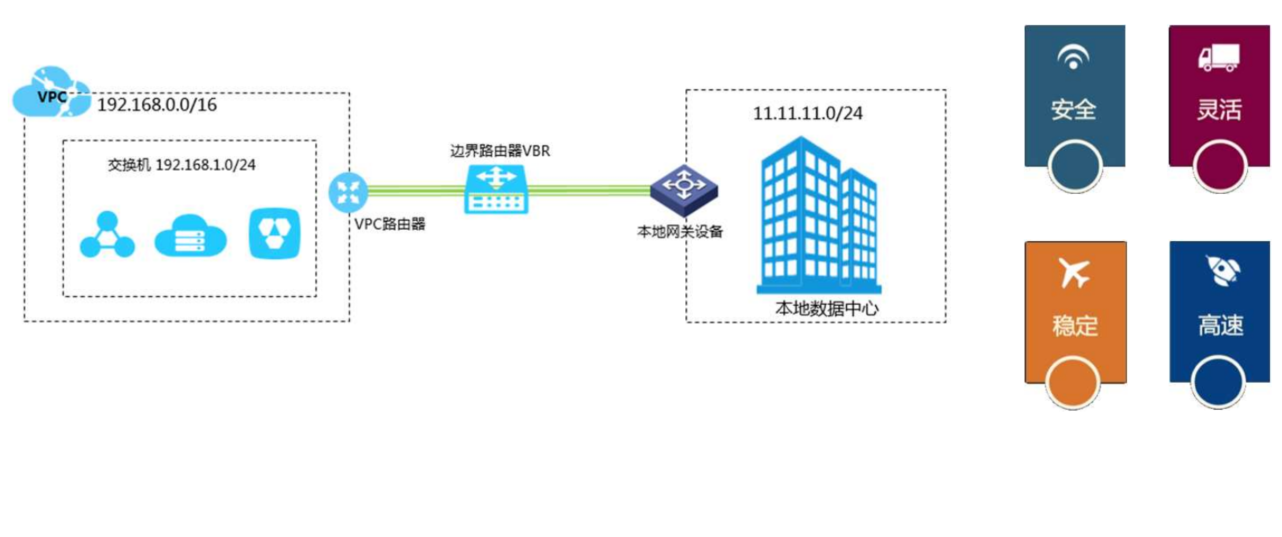 VPC
192.168.0.0/16
交换机 192.168.1.0/24
VPC路由器
边界路由器VBR
本地网关设备
11.11.11.0/24
本地数据中心
安全
灵活
稳定
高速